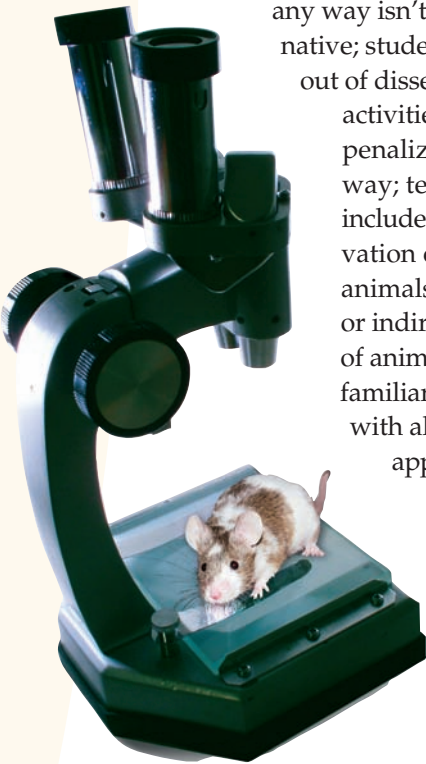 any way isn't
native; stude
out of disse
activitie
penaliz
way; te
include
vation o
animals
or indir
of anim
familian
with al
app